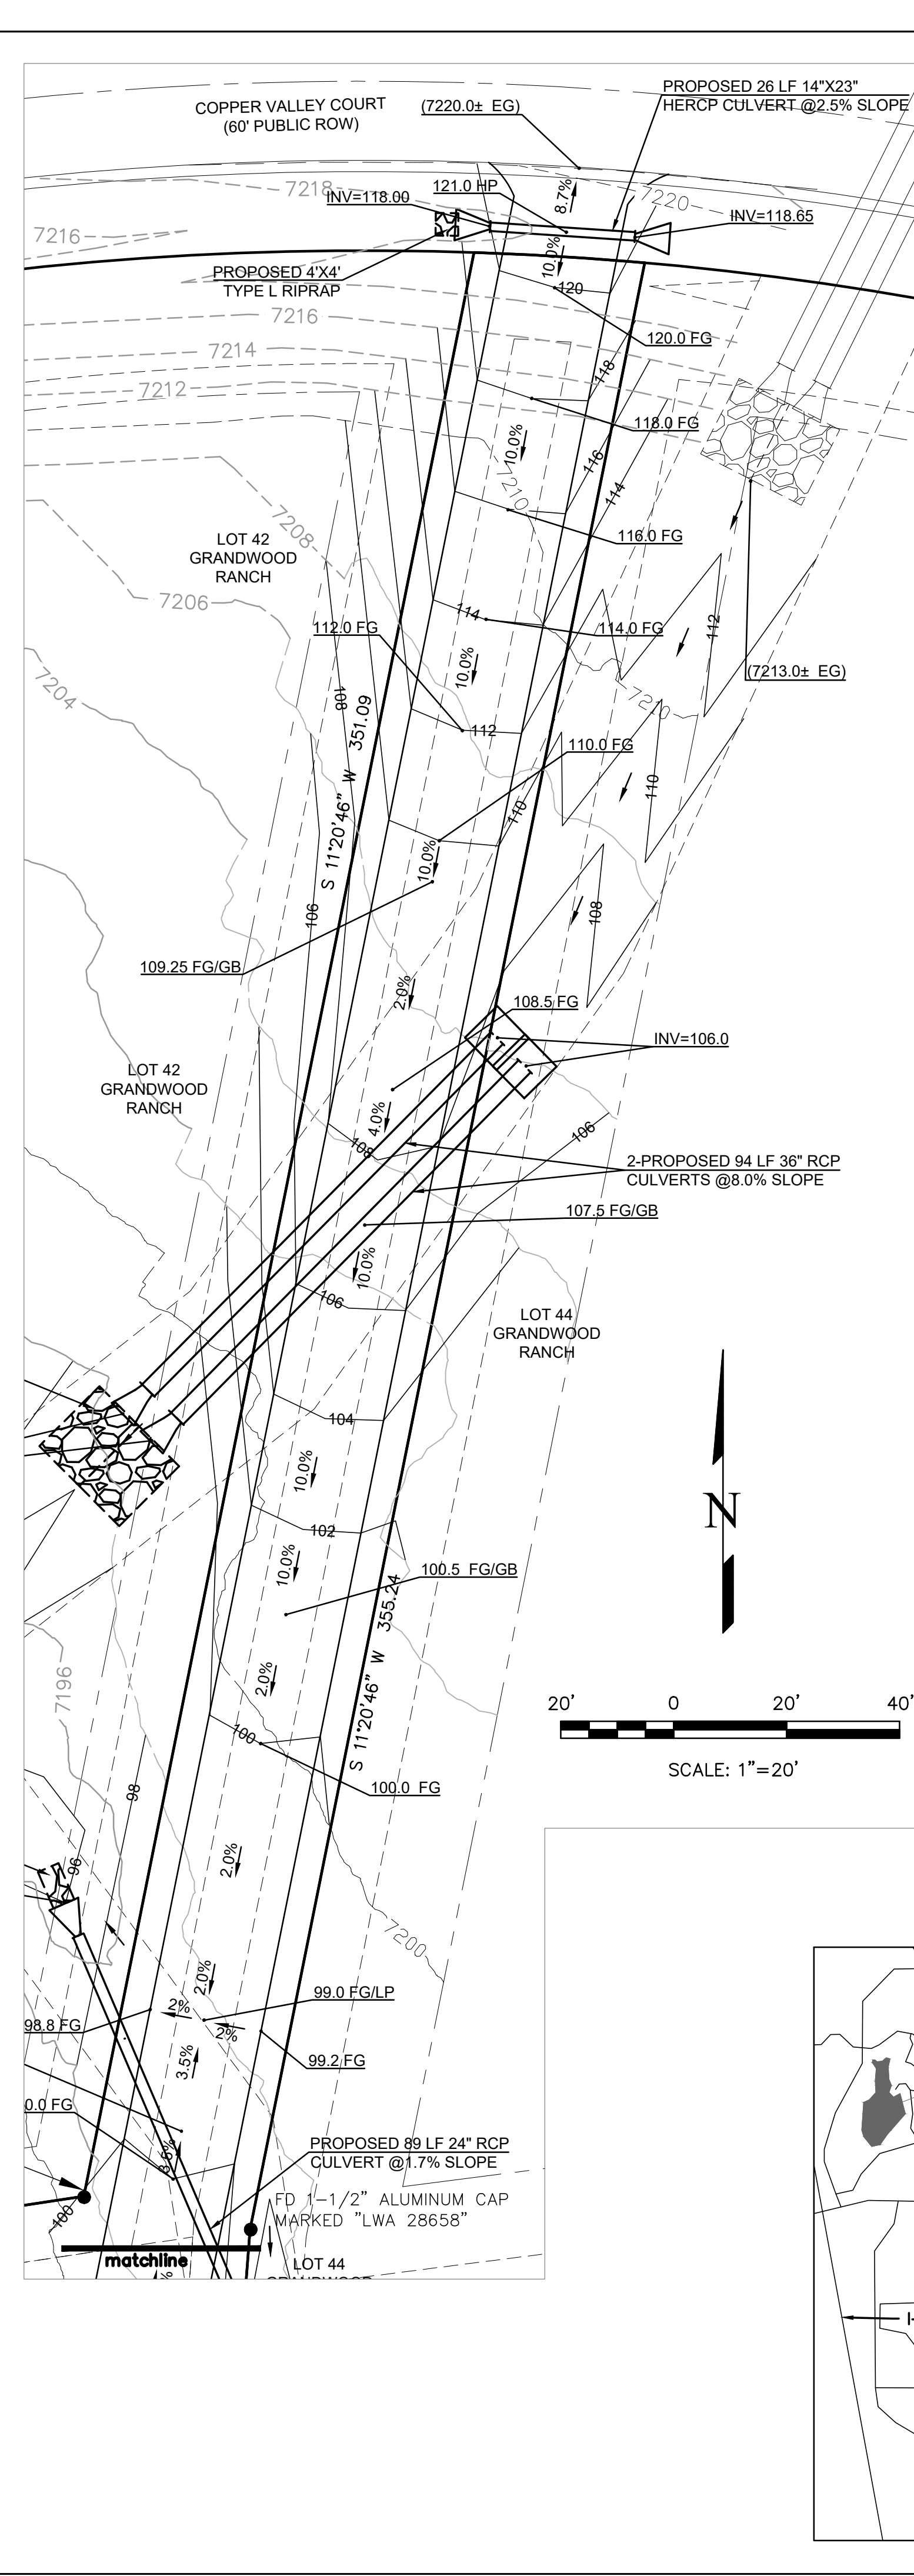 PROPOSED 26 LF 14"X23"
HERCP CULVERT @2.5% SLOPE
COPPER VALLEY COURT
(60' PUBLIC ROW)
(7220.0± EG)
7218
121.0 HP
INV=118.00
8.7%
7220
INV=118.65
7216
10.0%
PROPOSED 4'X4'
TYPE L RIPRAP
120
7216
120.0 FG
7214
118
7212
118.0 FG
10.0%
116
7210
114
7208
LOT 42
GRANDWOOD
RANCH
116.0 FG
7206
114
112.0 FG
114.0 FG
112
10.0%
(7213.0± EG)
7204
108
7210
S 11°20'46" W 351.09
112
110.0 FG
110
110
10.0%
106
108
109.25 FG/GB
2.0%
108.5 FG
INV=106.0
LOT 42
GRANDWOOD
RANCH
4.0%
108
106
2-PROPOSED 94 LF 36" RCP
CULVERTS @8.0% SLOPE
107.5 FG/GB
10.0%
106
LOT 44
GRANDWOOD
RANCH
104
10.0%
N
102
10.0%
100.5 FG/GB
S 11°20'46" W 355.24
2.0%
7196
20' 0 20' 40'
100
SCALE: 1"=20'
100.0 FG
98
2.0%
96
7200
2.0%
99.0 FG/LP
2%
98.8 FG
2%
99.2 FG
3.5%
0.0 FG
PROPOSED 89 LF 24" RCP
CULVERT @1.7% SLOPE
3.5%
FD 1-1/2" ALUMINUM CAP
MARKED "LWA 28658"
100
matchline
LOT 44